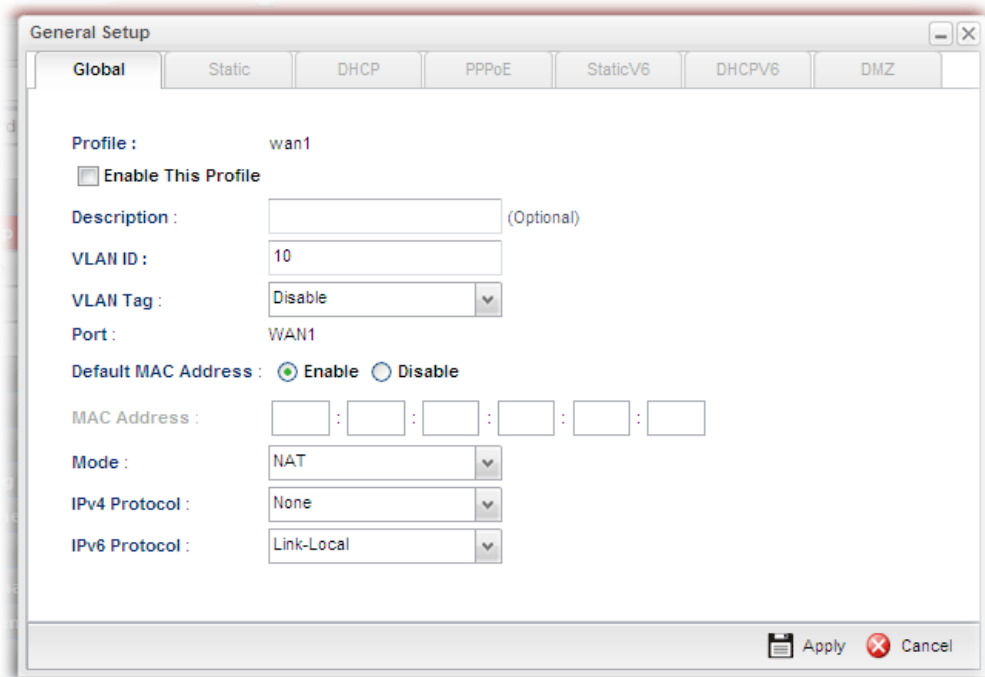 General Setup
Global Static DHCP PPPoE StaticV6 DHCPV6 DMZ
Profile : wan1
Enable This Profile
Description : (Optional)
VLAN ID : 10
VLAN Tag : Disable
Port : WAN1
Default MAC Address : Enable Disable
MAC Address : : : : : :
Mode : NAT
IPv4 Protocol : None
IPv6 Protocol : Link-Local
Apply Cancel